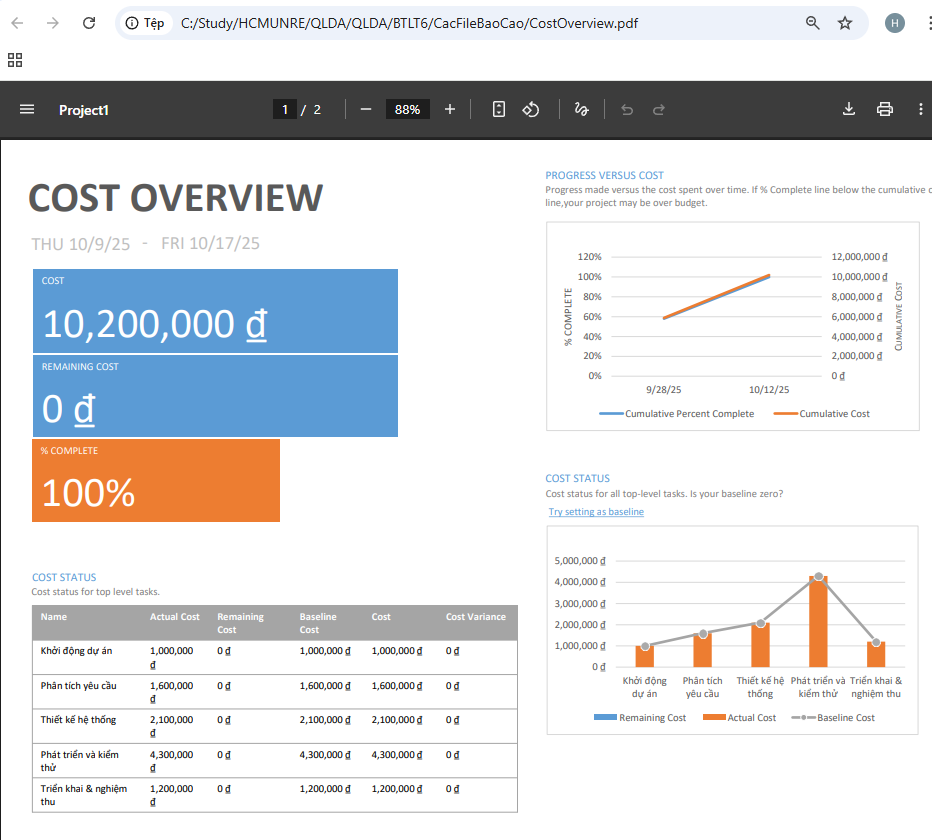 Tệp
C:/Study/HCMUNRE/QLDA/QLDA/BTLT6/CacFileBaoCao/CostOverview.pdf
H
Project1
1 / 2
88%
COST OVERVIEW
THU 10/9/25 - FRI 10/17/25
COST
10,200,000 ₫
REMAINING COST
0 ₫
% COMPLETE
100%
COST STATUS
Cost status for top level tasks.
Name Actual Cost Remaining Cost Baseline Cost Cost Cost Variance
Khởi động dự án 1,000,000 ₫ 0 ₫ 1,000,000 ₫ 1,000,000 ₫ 0 ₫
Phân tích yêu cầu 1,600,000 ₫ 0 ₫ 1,600,000 ₫ 1,600,000 ₫ 0 ₫
Thiết kế hệ thống 2,100,000 ₫ 0 ₫ 2,100,000 ₫ 2,100,000 ₫ 0 ₫
Phát triển và kiểm thử 4,300,000 ₫ 0 ₫ 4,300,000 ₫ 4,300,000 ₫ 0 ₫
Triển khai & nghiệm thu 1,200,000 ₫ 0 ₫ 1,200,000 ₫ 1,200,000 ₫ 0 ₫
PROGRESS VERSUS COST
Progress made versus the cost spent over time. If % Complete line below the cumulative c
line,your project may be over budget.
% COMPLETE
120%
100%
80%
60%
40%
20%
0%
12,000,000 ₫
10,000,000 ₫
8,000,000 ₫
6,000,000 ₫
4,000,000 ₫
2,000,000 ₫
0 ₫
CUMULATIVE COST
9/28/25 10/12/25
Cumulative Percent Complete Cumulative Cost
COST STATUS
Cost status for all top-level tasks. Is your baseline zero?
Try setting as baseline
5,000,000 ₫
4,000,000 ₫
3,000,000 ₫
2,000,000 ₫
1,000,000 ₫
0 ₫
Khởi động Phân tích Thiết kế hệ Phát triển và Triển khai &
dự án yêu cầu thống kiểm thử nghiệm thu
Remaining Cost Actual Cost Baseline Cost